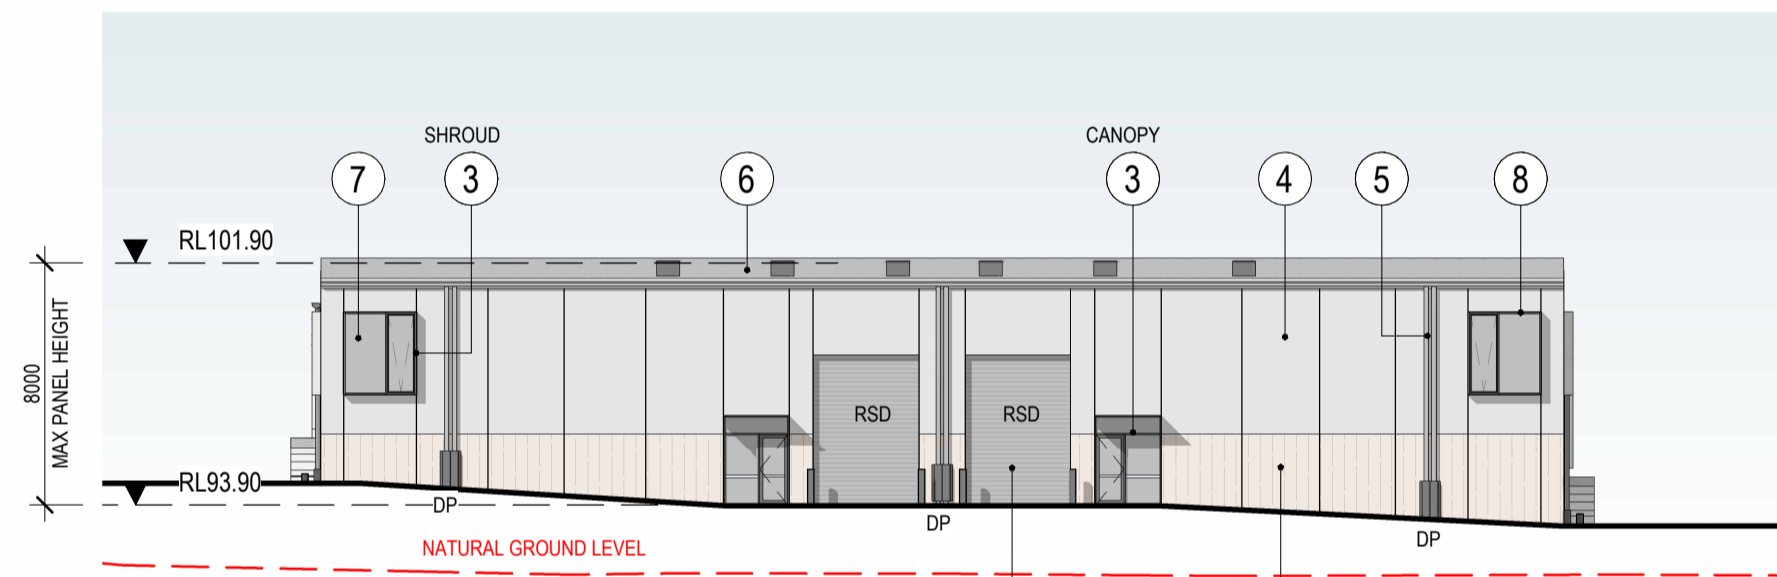 SHROUD
CANOPY
7
3
6
3
4
5
8
RL101.90
8000
MAX PANEL HEIGHT
RSD
RSD
RL93.90
DP
DP
DP
NATURAL GROUND LEVEL